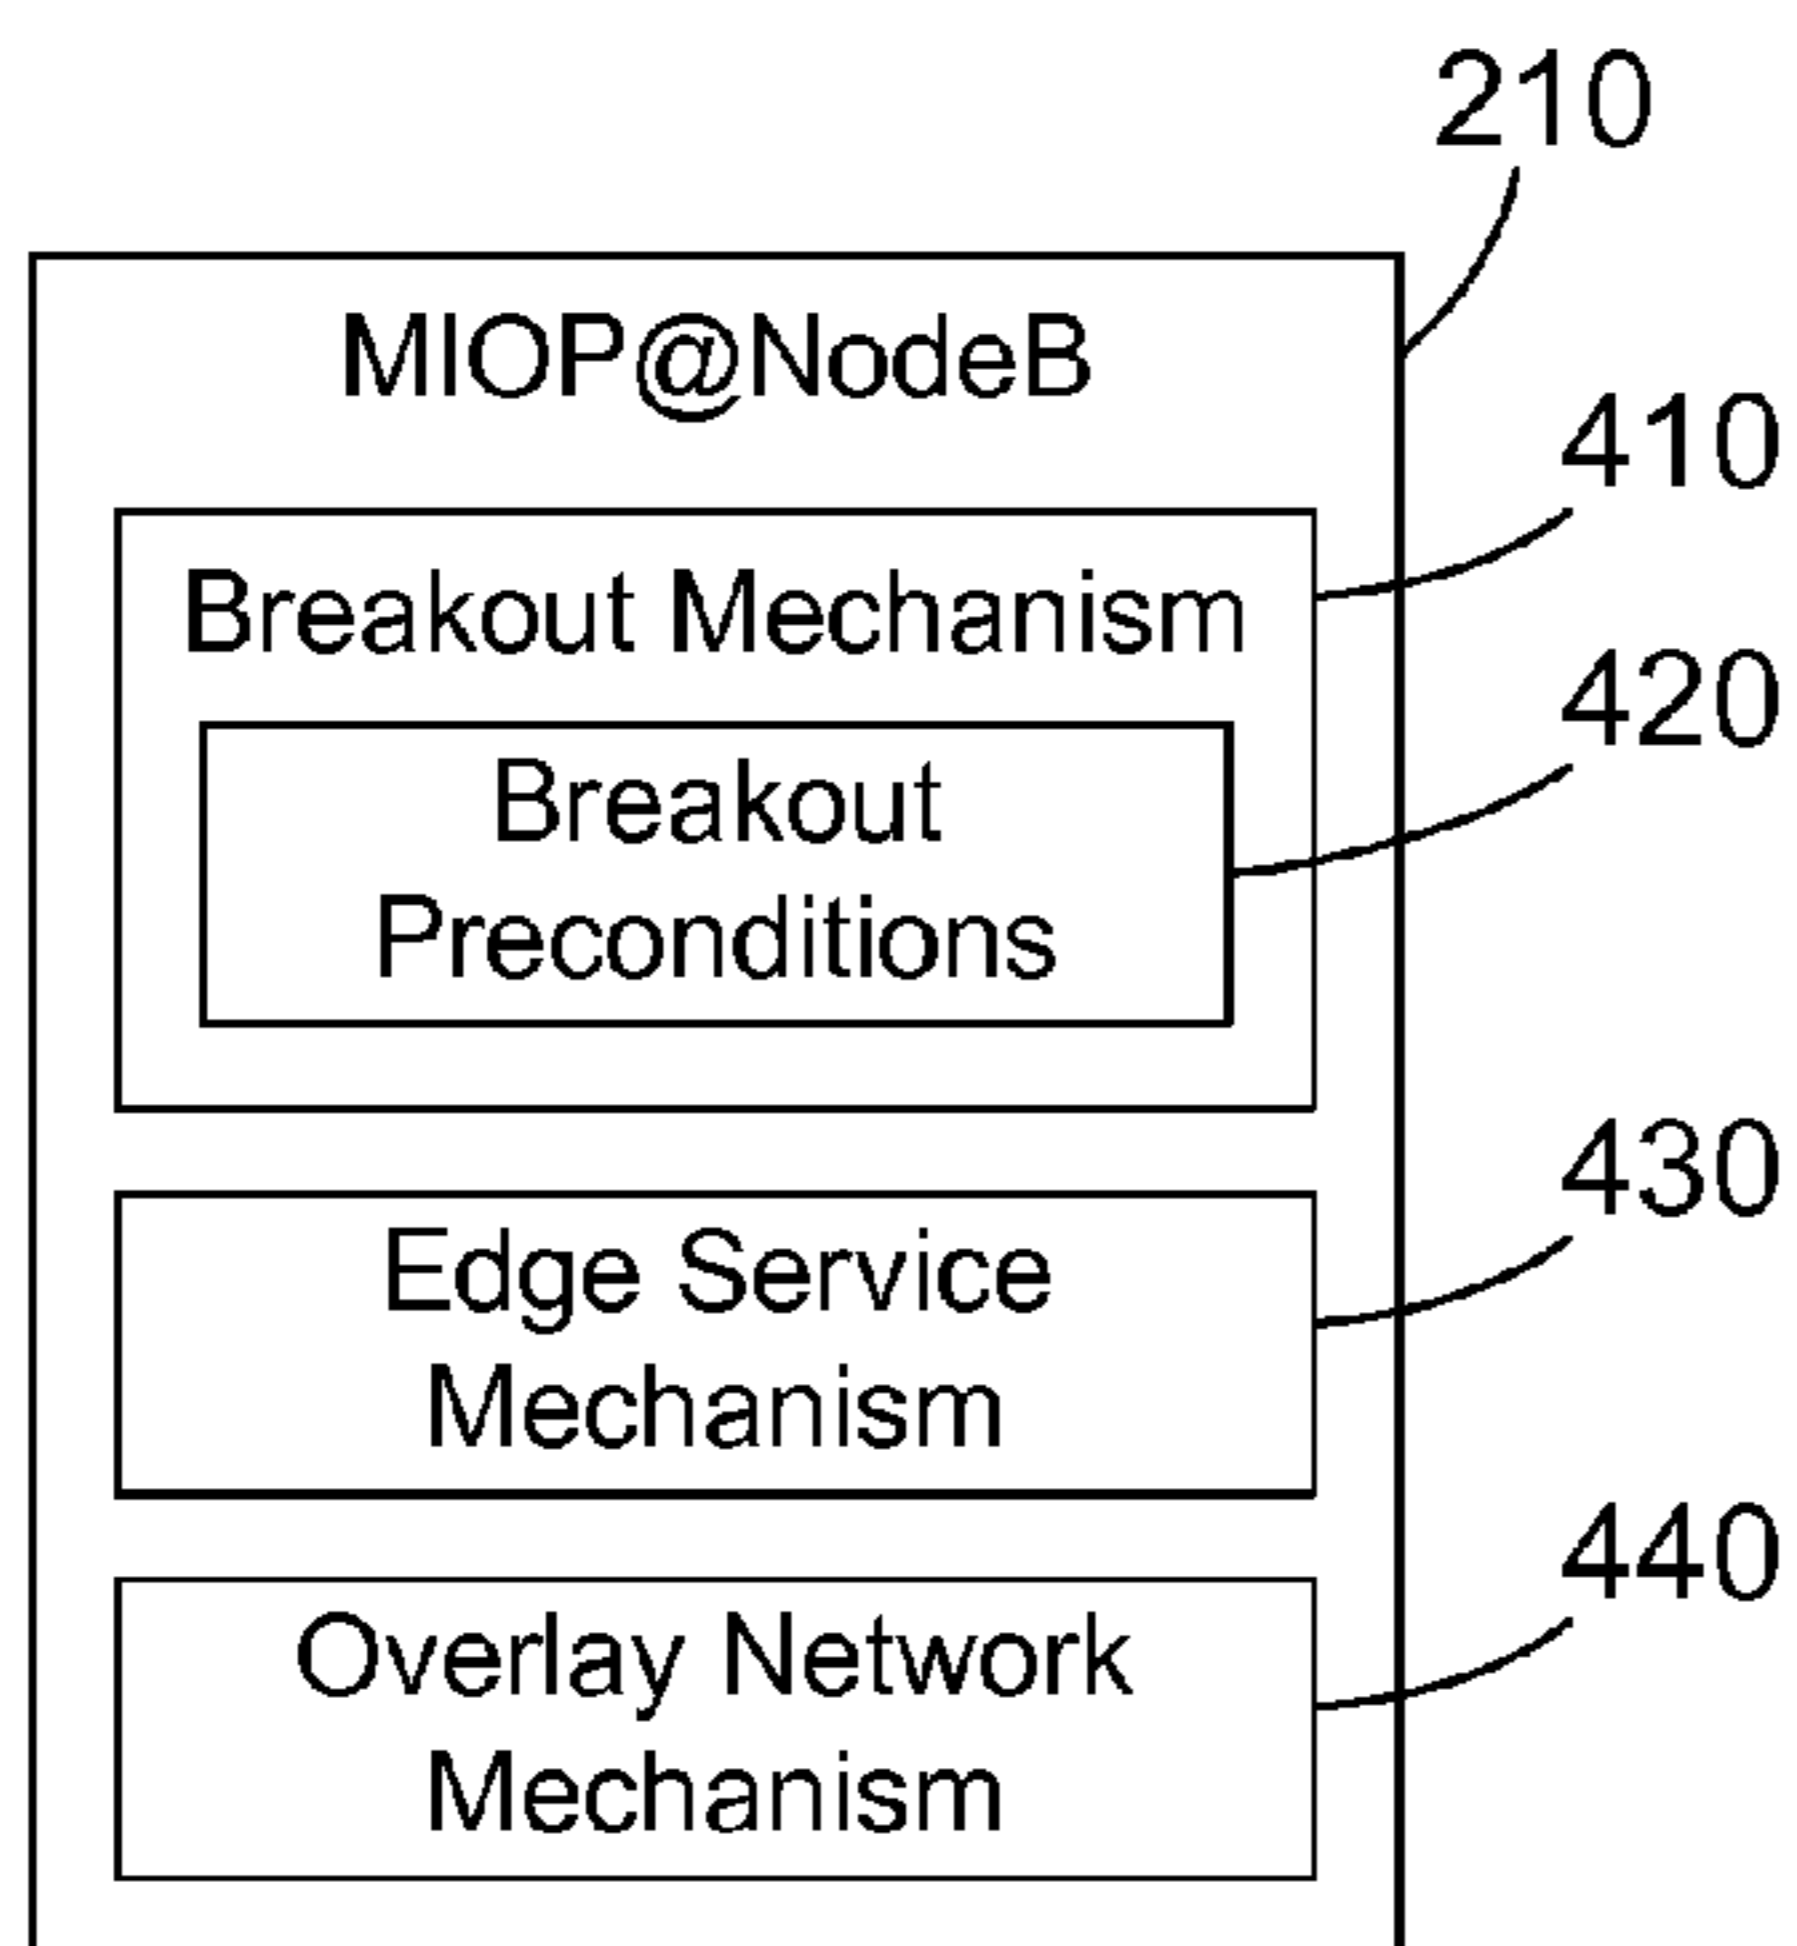 210
MIOP@NodeB
410
Breakout Mechanism
420
Breakout
Preconditions
430
Edge Service
Mechanism
440
Overlay Network
Mechanism